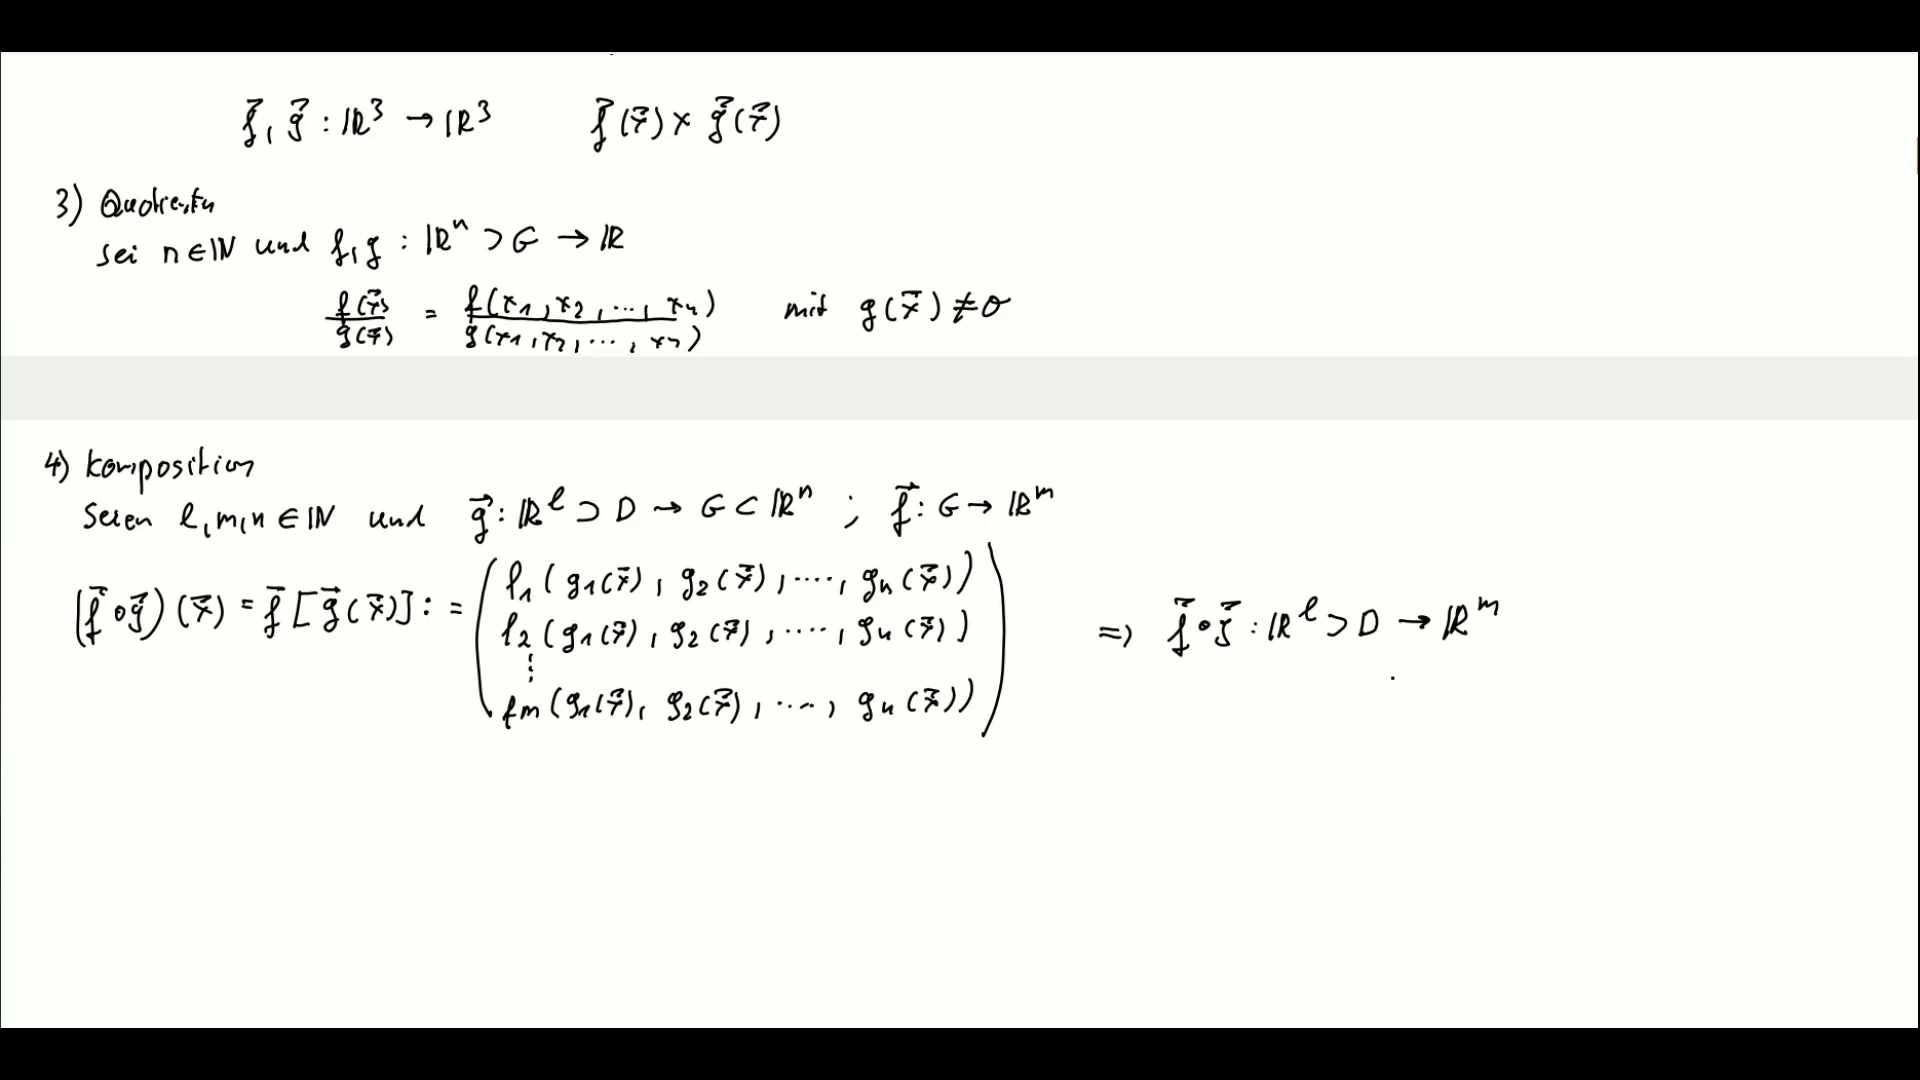 f⃗, g⃗ : ℝ³ → ℝ³    f⃗(x⃗) × g⃗(x⃗)
3) Quotienten
sei n ∈ ℕ und f, g : ℝⁿ ⊃ G → ℝ
f(x⃗)/g(x⃗) = f(x₁, x₂, ..., xₙ)/g(x₁, x₂, ..., xₙ)    mit g(x⃗) ≠ 0
4) Komposition
Seien l, m, n ∈ ℕ und g⃗ : ℝˡ ⊃ D → G ⊂ ℝⁿ ; f⃗ : G → ℝᵐ
(f⃗ ∘ g⃗)(x⃗) = f⃗[g⃗(x⃗)] := ( f₁(g₁(x⃗), g₂(x⃗), ...., gₙ(x⃗))
f₂(g₁(x⃗), g₂(x⃗), ...., gₙ(x⃗))
⋮
fm(g₁(x⃗), g₂(x⃗), ...., gₙ(x⃗)) )    ⇒ f⃗ ∘ g⃗ : ℝˡ ⊃ D → ℝᵐ